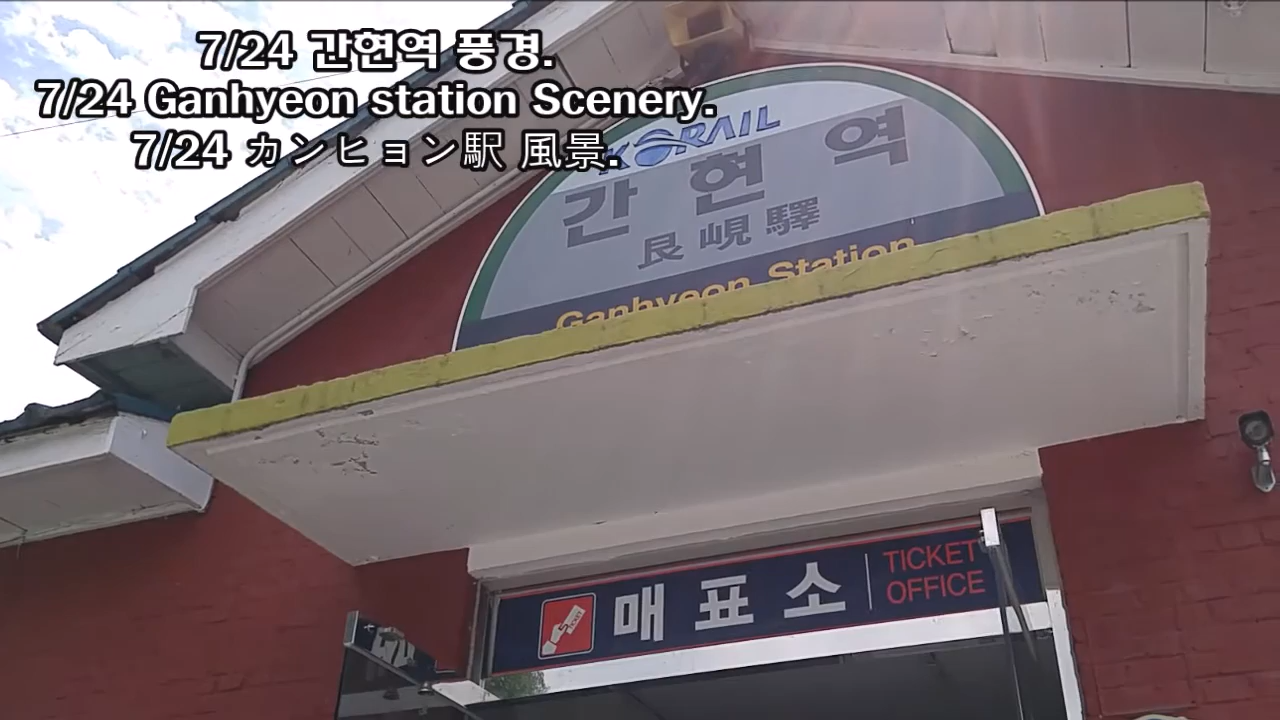 7/24 간현역 풍경.
7/24 Ganhyeon station Scenery.
7/24 カンヒョン駅 風景.
KORAIL
간현역
艮峴驛
Ganhyeon Station
매표소
TICKET
OFFICE